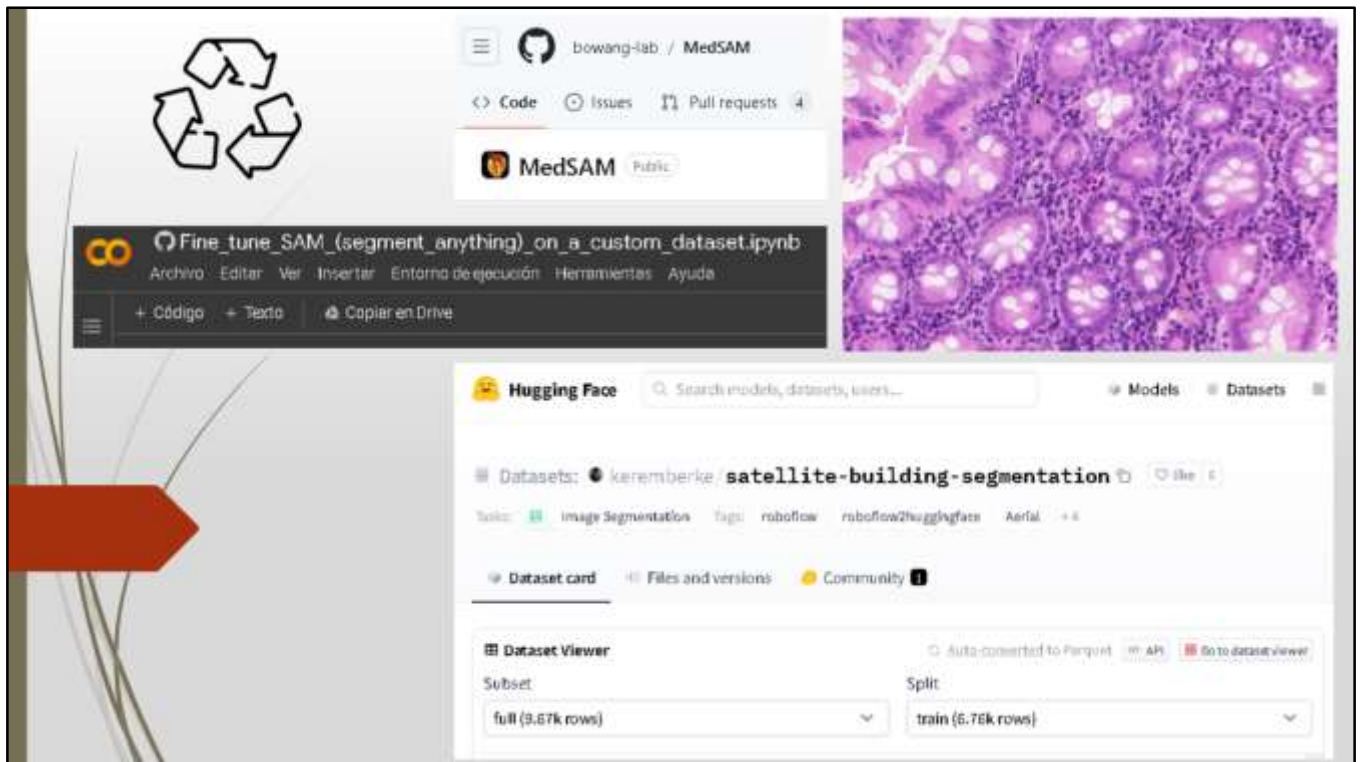 bowang-lab / MedSAM
<> Code Issues Pull requests 4
MedSAM Public
CO Fine_tune_SAM_(segment_anything)_on_a_custom_dataset.ipynb
Archivo Editar Ver Insertar Entorno de ejecución Herramientas Ayuda
+ Código + Texto Copiar en Drive
Hugging Face Search models, datasets, users... Models Datasets
Datasets: keremberke/satellite-building-segmentation like
Tasks: Image Segmentation Tags: roboflow roboflow2huggingface Aerial
Dataset card Files and versions Community 1
Dataset Viewer Auto-converted to Parquet API Go to dataset viewer
Subset Split
full (9.67k rows) train (6.76k rows)